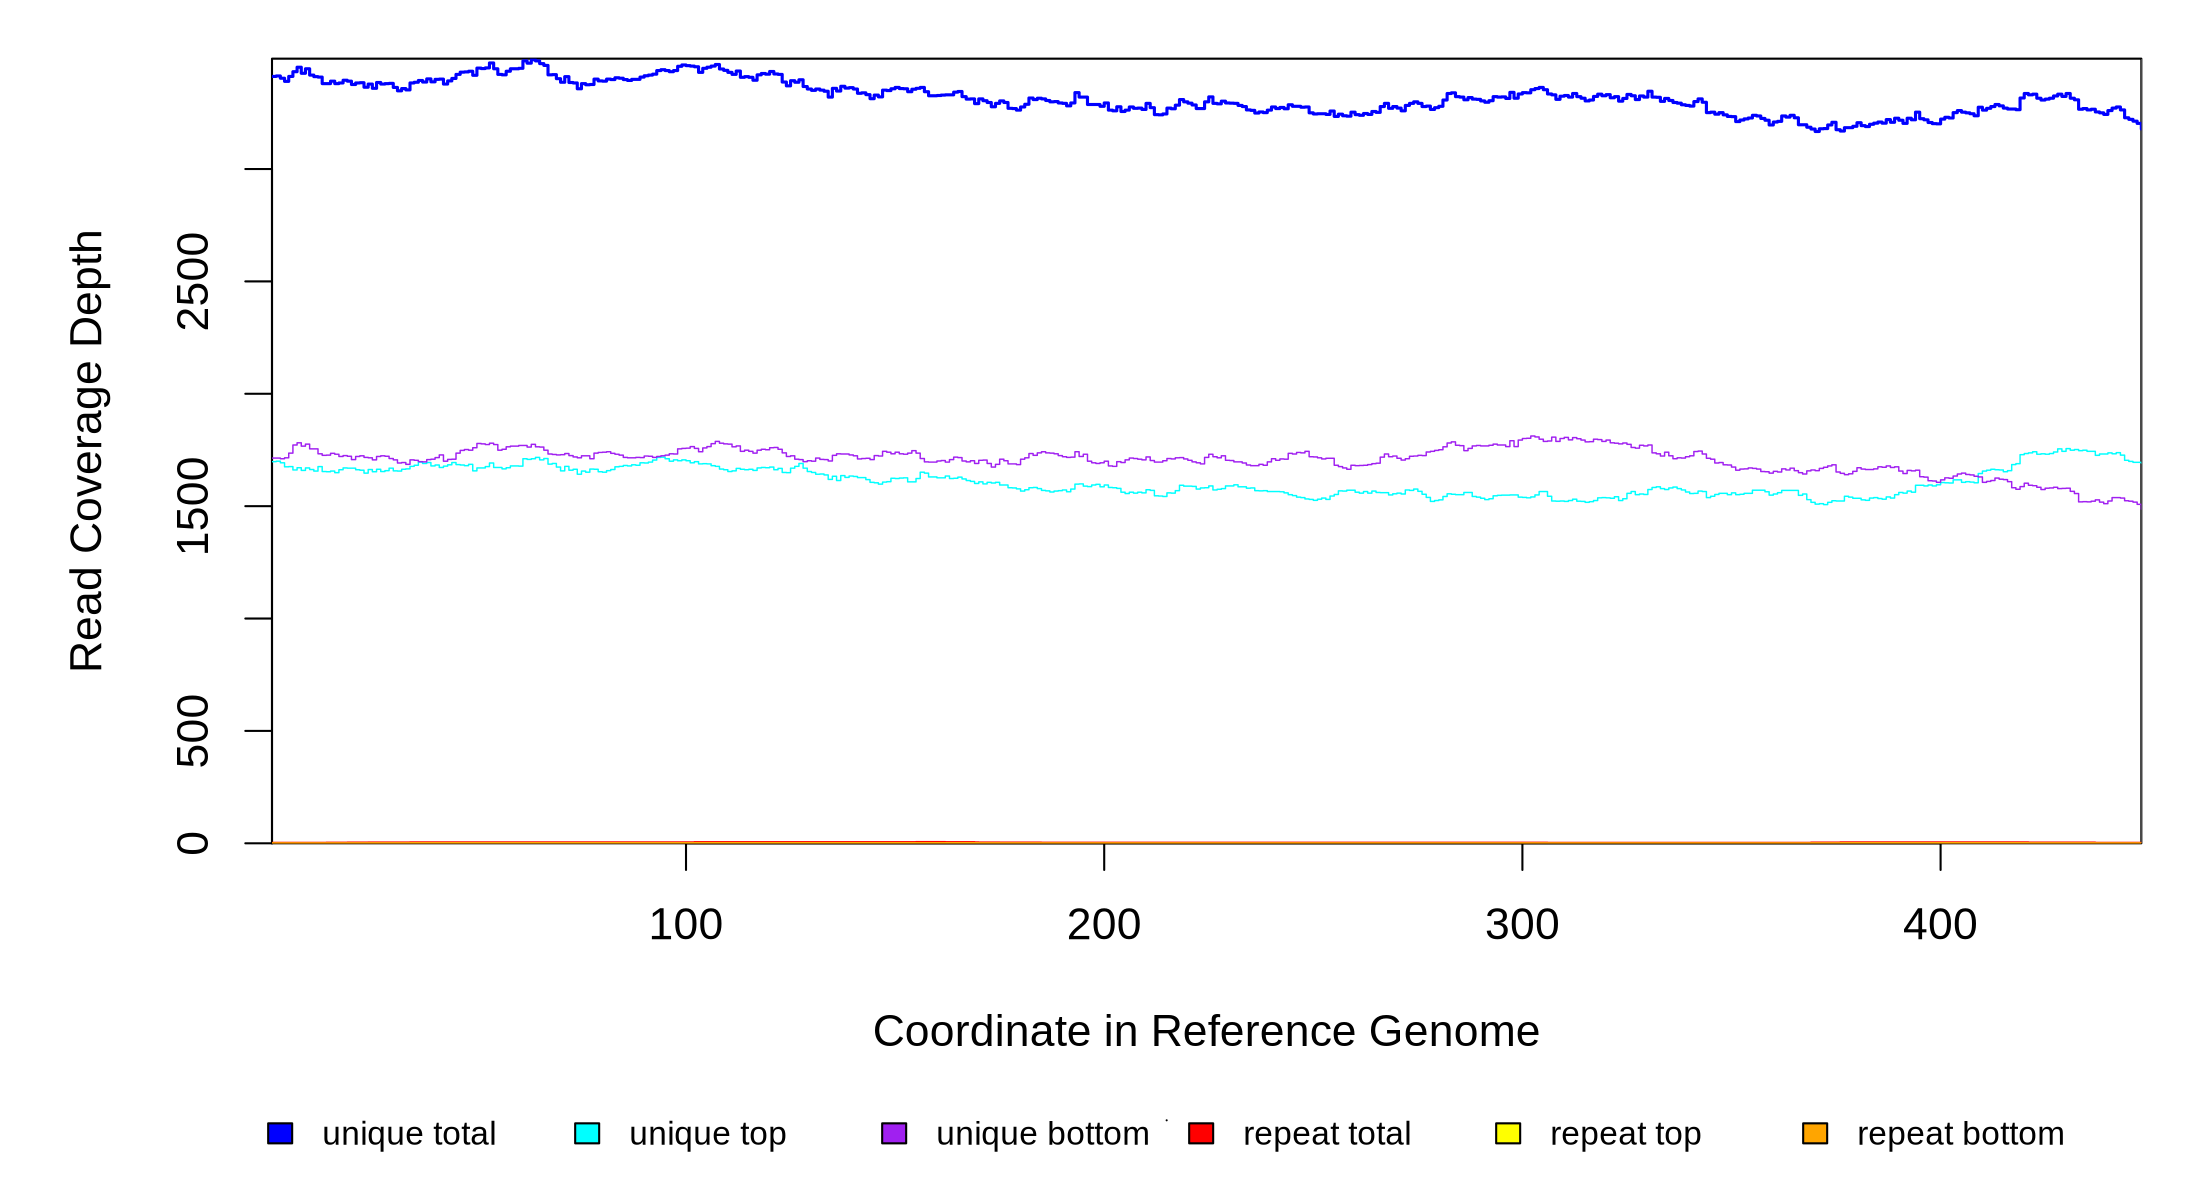 Read Coverage Depth
2500
1500
500
0
100 200 300 400
Coordinate in Reference Genome
unique total unique top unique bottom repeat total repeat top repeat bottom